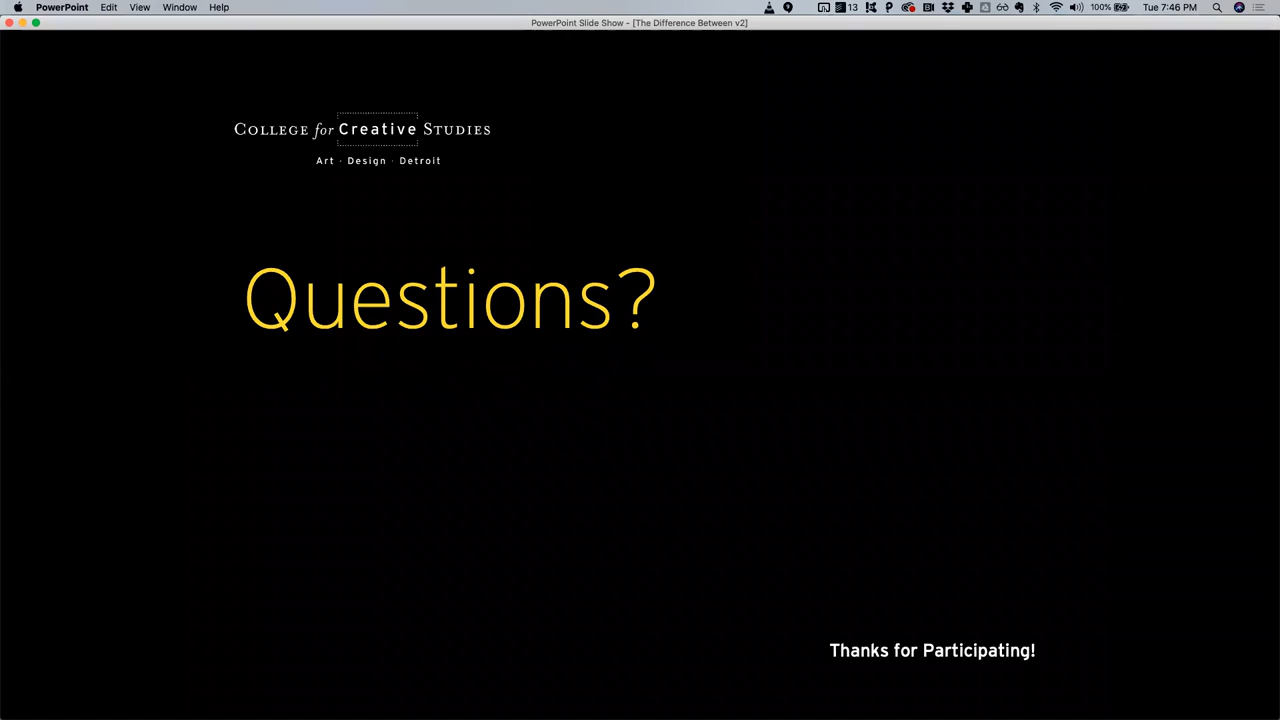 PowerPoint Edit View Window Help 13 100% Tue 7:46 PM
PowerPoint Slide Show - [The Difference Between v2]
COLLEGE for Creative STUDIES
Art · Design · Detroit
Questions?
Thanks for Participating!